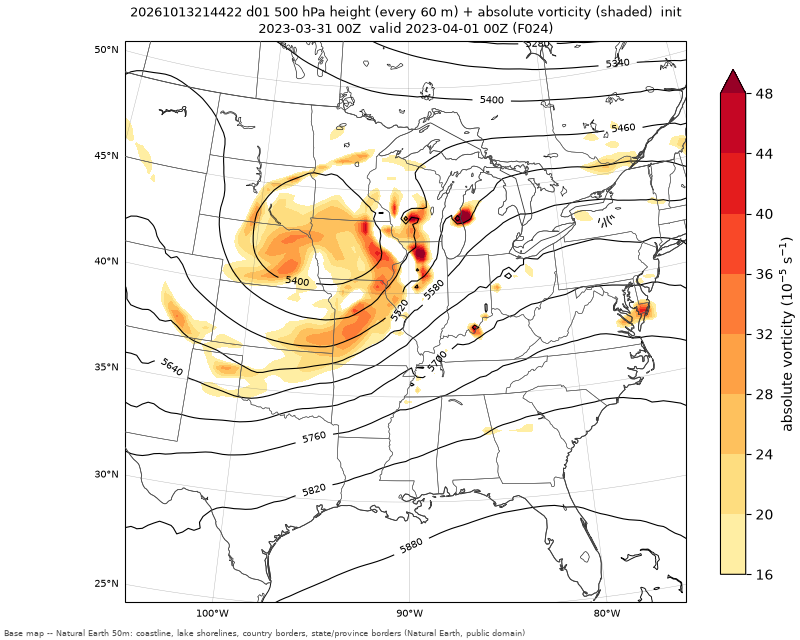 20261013214422 d01 500 hPa height (every 60 m) + absolute vorticity (shaded)  init
2023-03-31 00Z  valid 2023-04-01 00Z (F024)
50°N
45°N
40°N
35°N
30°N
25°N
100°W
90°W
80°W
5280
5340
5400
5460
5400
5520
5580
5640
5700
5760
5820
5880
48
44
40
36
32
28
24
20
16
absolute vorticity (10⁻⁵ s⁻¹)
Base map -- Natural Earth 50m: coastline, lake shorelines, country borders, state/province borders (Natural Earth, public domain)